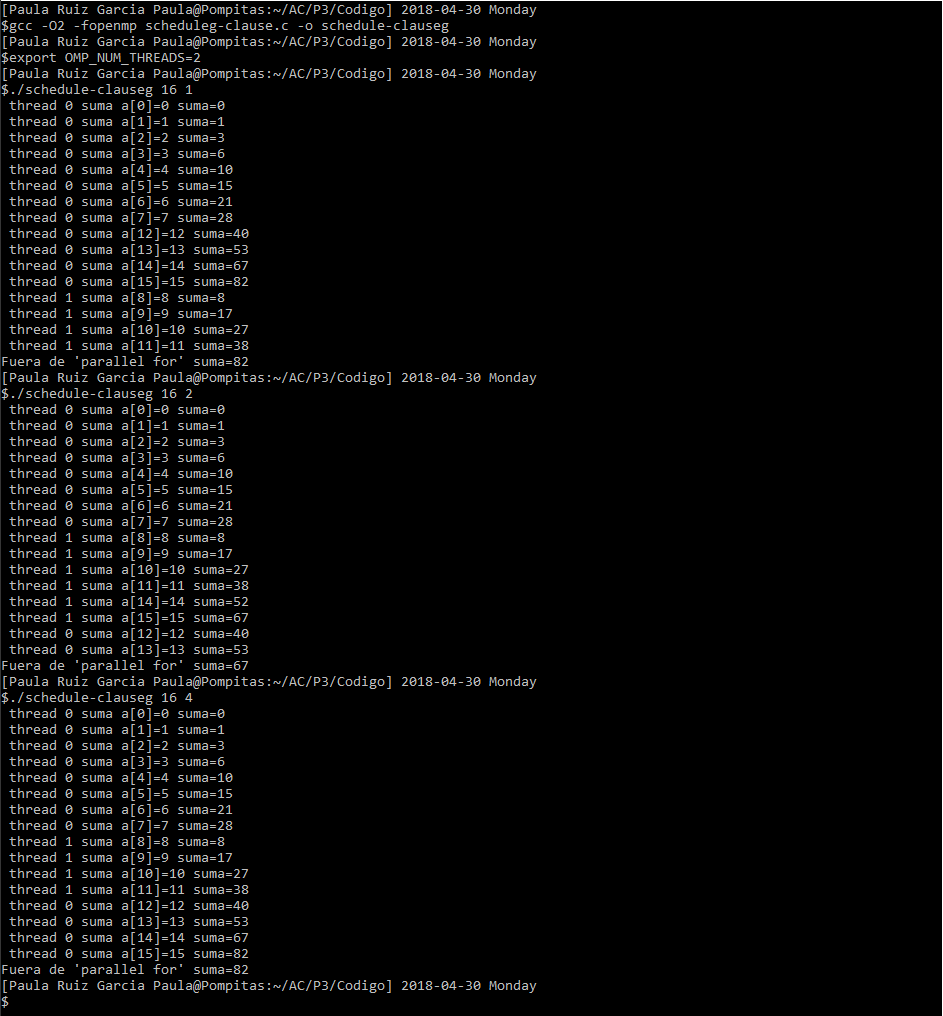 [Paula Ruiz Garcia Paula@Pompitas:~/AC/P3/Codigo] 2018-04-30 Monday
$gcc -O2 -fopenmp scheduleg-clause.c -o schedule-clauseg
[Paula Ruiz Garcia Paula@Pompitas:~/AC/P3/Codigo] 2018-04-30 Monday
$export OMP_NUM_THREADS=2
[Paula Ruiz Garcia Paula@Pompitas:~/AC/P3/Codigo] 2018-04-30 Monday
$./schedule-clauseg 16 1
thread 0 suma a[0]=0 suma=0
thread 0 suma a[1]=1 suma=1
thread 0 suma a[2]=2 suma=3
thread 0 suma a[3]=3 suma=6
thread 0 suma a[4]=4 suma=10
thread 0 suma a[5]=5 suma=15
thread 0 suma a[6]=6 suma=21
thread 0 suma a[7]=7 suma=28
thread 0 suma a[12]=12 suma=40
thread 0 suma a[13]=13 suma=53
thread 0 suma a[14]=14 suma=67
thread 0 suma a[15]=15 suma=82
thread 1 suma a[8]=8 suma=8
thread 1 suma a[9]=9 suma=17
thread 1 suma a[10]=10 suma=27
thread 1 suma a[11]=11 suma=38
Fuera de 'parallel for' suma=82
[Paula Ruiz Garcia Paula@Pompitas:~/AC/P3/Codigo] 2018-04-30 Monday
$./schedule-clauseg 16 2
thread 0 suma a[0]=0 suma=0
thread 0 suma a[1]=1 suma=1
thread 0 suma a[2]=2 suma=3
thread 0 suma a[3]=3 suma=6
thread 0 suma a[4]=4 suma=10
thread 0 suma a[5]=5 suma=15
thread 0 suma a[6]=6 suma=21
thread 0 suma a[7]=7 suma=28
thread 1 suma a[8]=8 suma=8
thread 1 suma a[9]=9 suma=17
thread 1 suma a[10]=10 suma=27
thread 1 suma a[11]=11 suma=38
thread 1 suma a[14]=14 suma=52
thread 1 suma a[15]=15 suma=67
thread 0 suma a[12]=12 suma=40
thread 0 suma a[13]=13 suma=53
Fuera de 'parallel for' suma=67
[Paula Ruiz Garcia Paula@Pompitas:~/AC/P3/Codigo] 2018-04-30 Monday
$./schedule-clauseg 16 4
thread 0 suma a[0]=0 suma=0
thread 0 suma a[1]=1 suma=1
thread 0 suma a[2]=2 suma=3
thread 0 suma a[3]=3 suma=6
thread 0 suma a[4]=4 suma=10
thread 0 suma a[5]=5 suma=15
thread 0 suma a[6]=6 suma=21
thread 0 suma a[7]=7 suma=28
thread 1 suma a[8]=8 suma=8
thread 1 suma a[9]=9 suma=17
thread 1 suma a[10]=10 suma=27
thread 1 suma a[11]=11 suma=38
thread 0 suma a[12]=12 suma=40
thread 0 suma a[13]=13 suma=53
thread 0 suma a[14]=14 suma=67
thread 0 suma a[15]=15 suma=82
Fuera de 'parallel for' suma=82
[Paula Ruiz Garcia Paula@Pompitas:~/AC/P3/Codigo] 2018-04-30 Monday
$